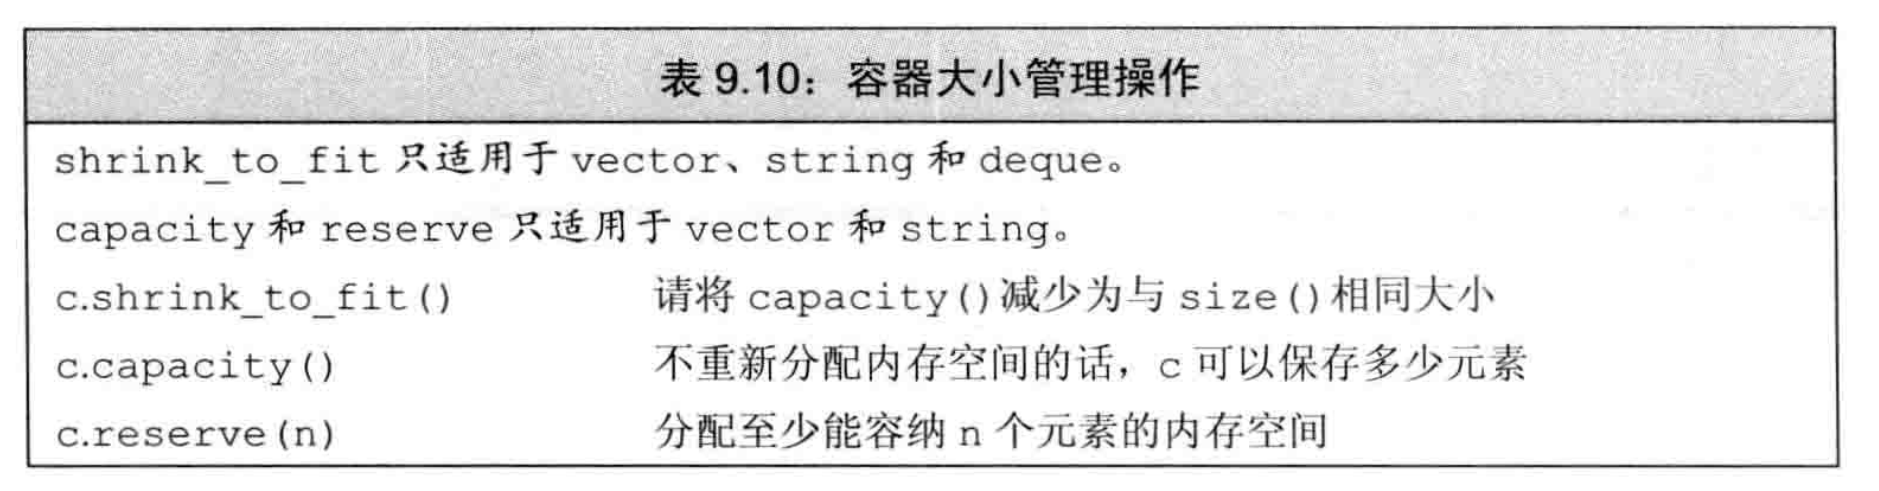 表 9.10：容器大小管理操作
shrink_to_fit 只适用于 vector、string 和 deque。
capacity 和 reserve 只适用于 vector 和 string。
c.shrink_to_fit() 请将 capacity()减少为与 size()相同大小
c.capacity() 不重新分配内存空间的话，c 可以保存多少元素
c.reserve(n) 分配至少能容纳 n 个元素的内存空间